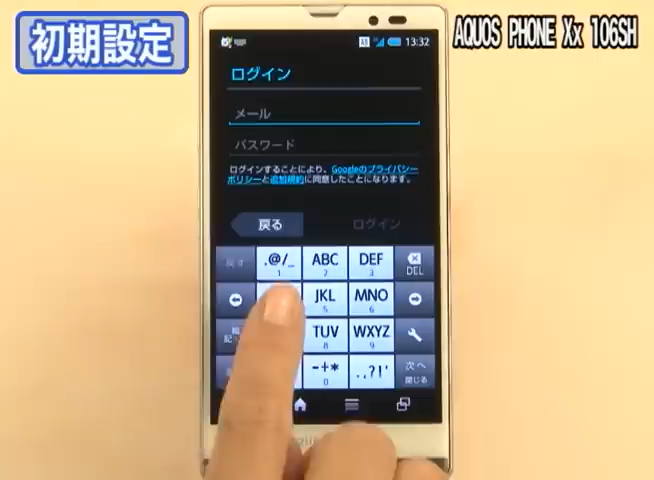 初期設定
AQUOS PHONE Xx 106SH
13:32
ログイン
メール
パスワード
ログインすることにより、Googleのプライバシー
ポリシーと追加規約に同意したことになります。
戻る ログイン
戻す .@/_ 1 ABC 2 DEF 3 DEL
JKL 5 MNO 6
TUV 8 WXYZ 9
-+* 0 .,?!' 次へ
閉じる